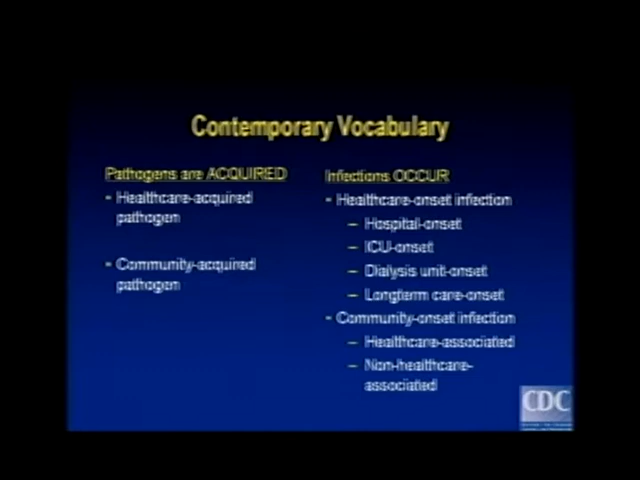 Contemporary Vocabulary
Pathogens are ACQUIRED
- Healthcare-acquired
pathogen
- Community-acquired
pathogen
Infections OCCUR
- Healthcare-onset infection
– Hospital-onset
– ICU-onset
– Dialysis unit-onset
– Longterm care-onset
- Community-onset infection
– Healthcare-associated
– Non-healthcare-
associated
CDC